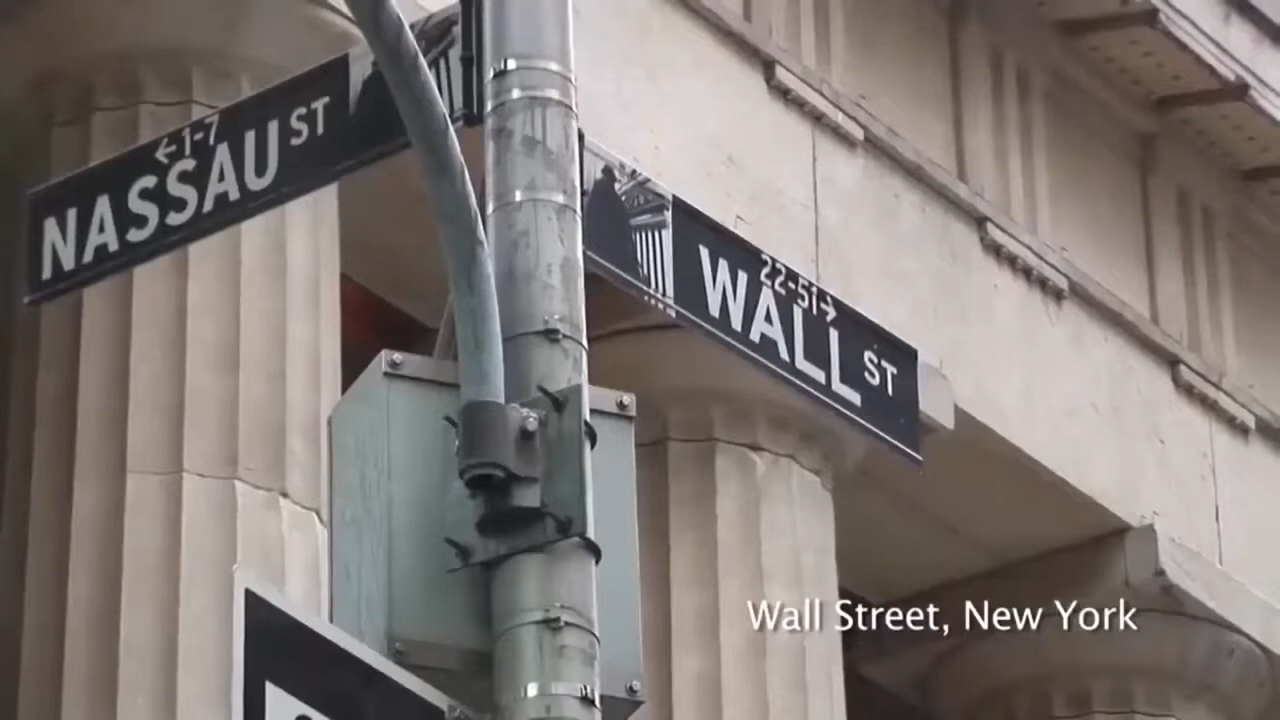 ←1-7
NASSAU ST
22-51→
WALL ST
Wall Street, New York